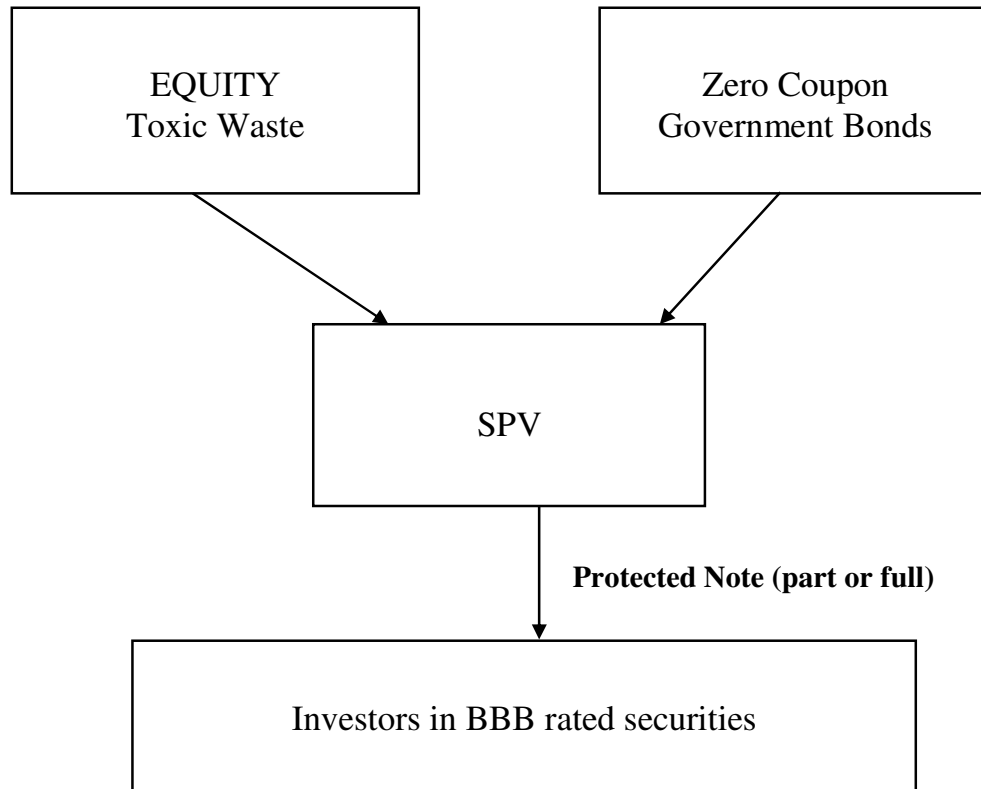 EQUITY
Toxic Waste
Zero Coupon
Government Bonds
SPV
Protected Note (part or full)
Investors in BBB rated securities